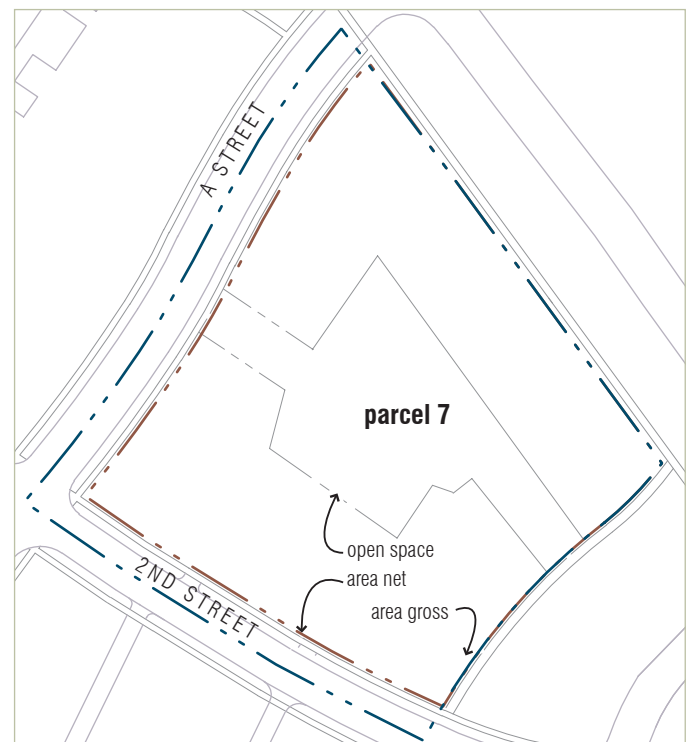 A STREET
parcel 7
open space
area net
area gross
2ND STREET